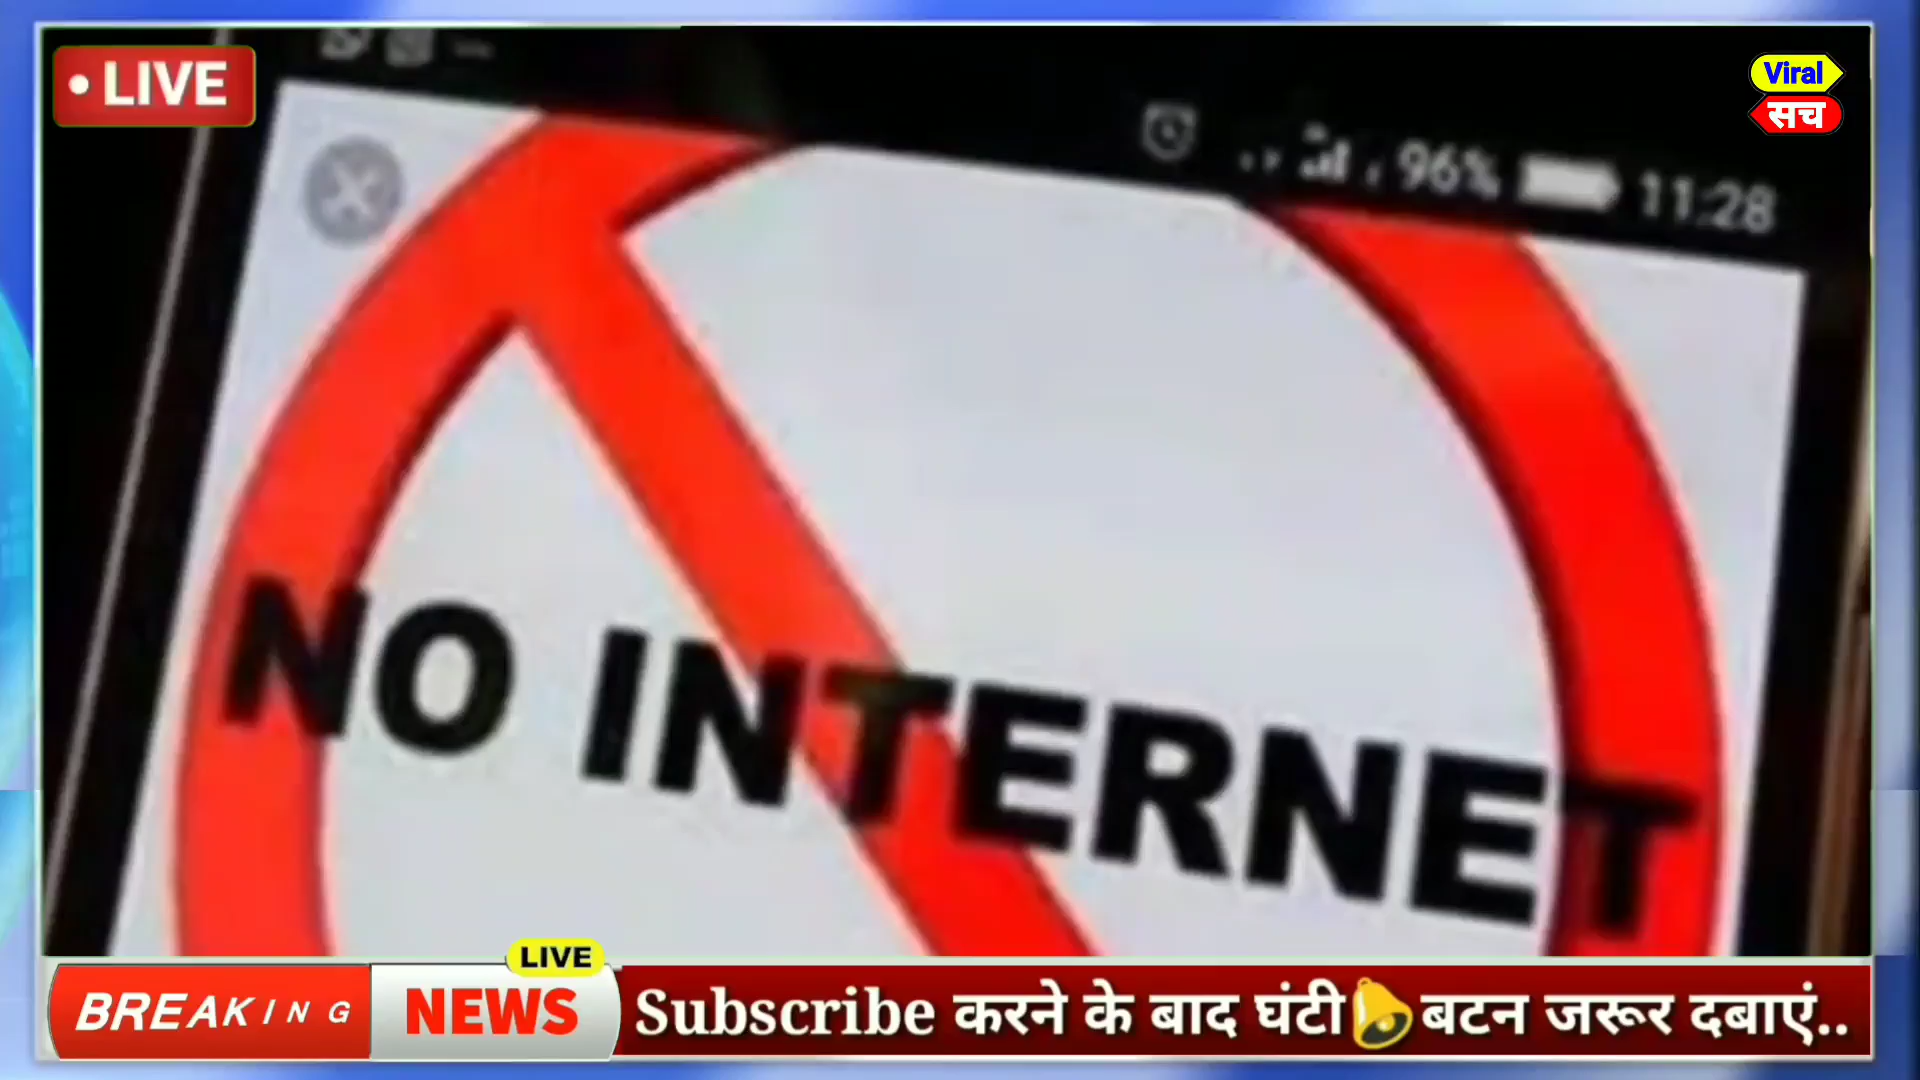 LIVE
Viral
सच
96% 11:28
NO INTERNET
LIVE
BREAKING NEWS
Subscribe करने के बाद घंटी🔔बटन जरूर दबाएं..